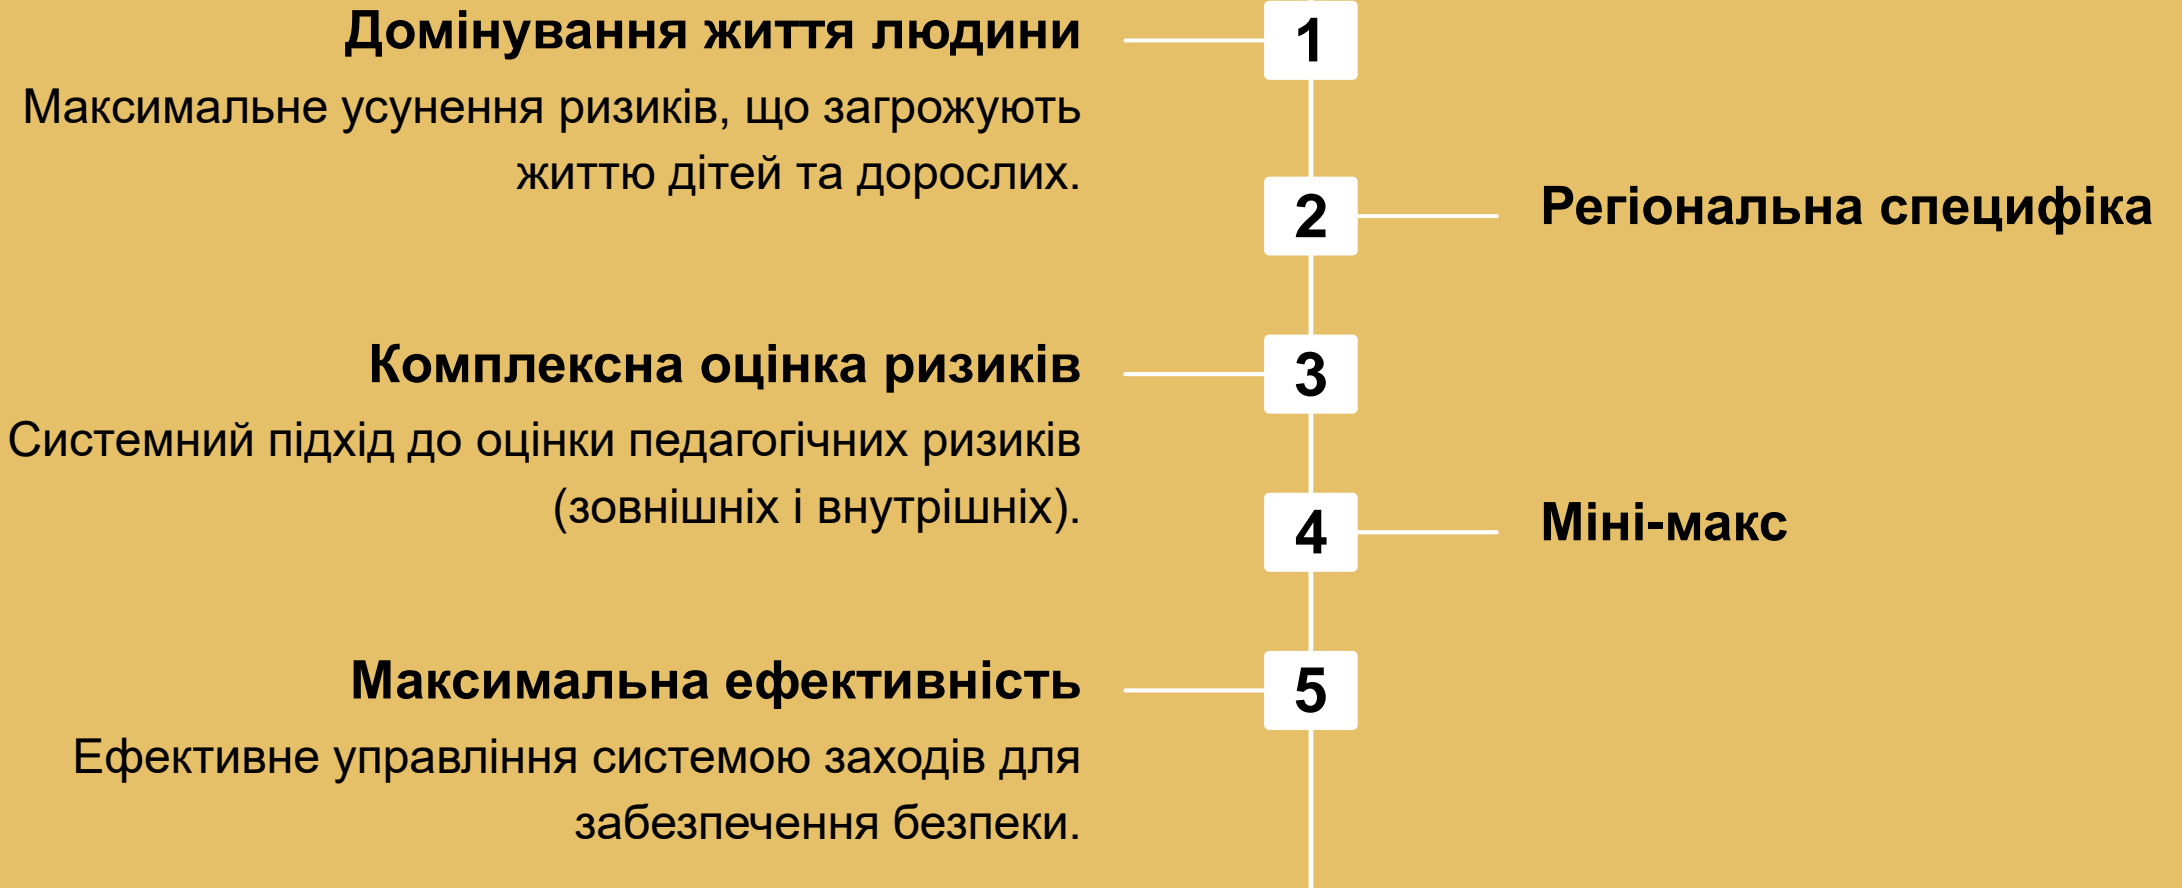 Домінування життя людини
1
Максимальне усунення ризиків, що загрожують
життю дітей та дорослих.
2
Регіональна специфіка
Комплексна оцінка ризиків
3
Системний підхід до оцінки педагогічних ризиків
(зовнішніх і внутрішніх).
4
Міні-макс
Максимальна ефективність
5
Ефективне управління системою заходів для
забезпечення безпеки.